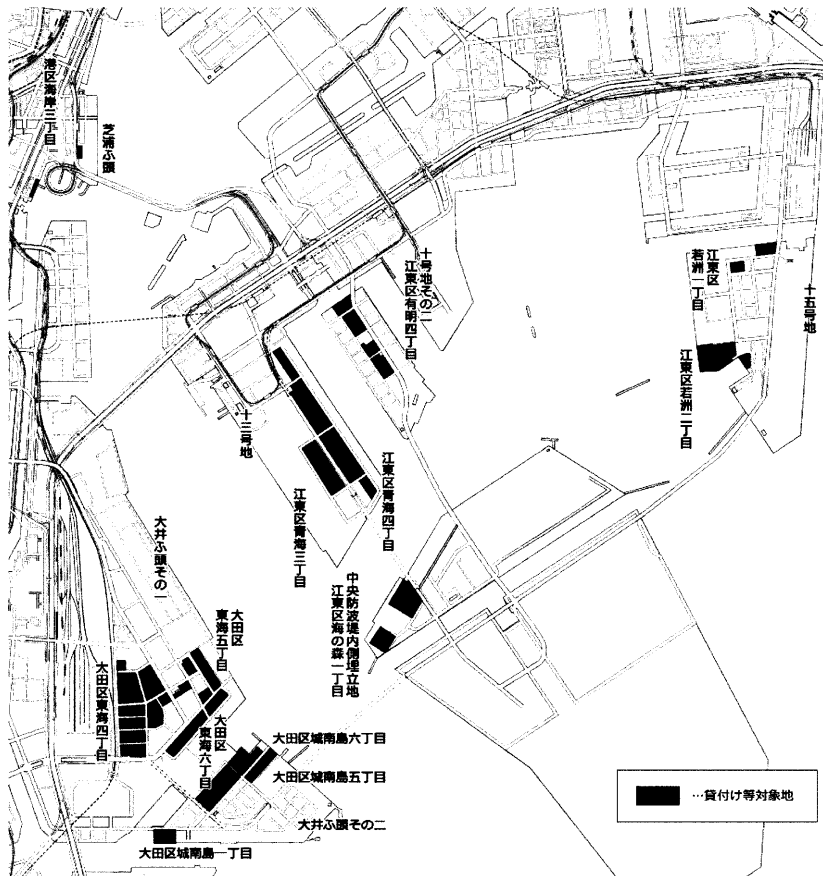 港区海岸三丁目
芝浦ふ頭
十号地その二
江東区有明四丁目
江東区
若洲一丁目
十五号地
江東区若洲二丁目
十三号地
江東区青海三丁目
江東区青海四丁目
大井ふ頭その一
中央防波堤内側埋立地
江東区海の森一丁目
大田区
東海五丁目
大田区東海四丁目
大田区
東海六丁目
大田区城南島六丁目
大田区城南島五丁目
大井ふ頭その二
大田区城南島一丁目
…貸付け等対象地